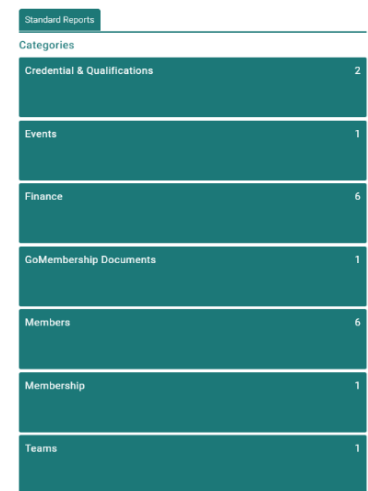 Standard Reports
Categories
Credential & Qualifications 2
Events 1
Finance 6
GoMembership Documents 1
Members 6
Membership 1
Teams 1